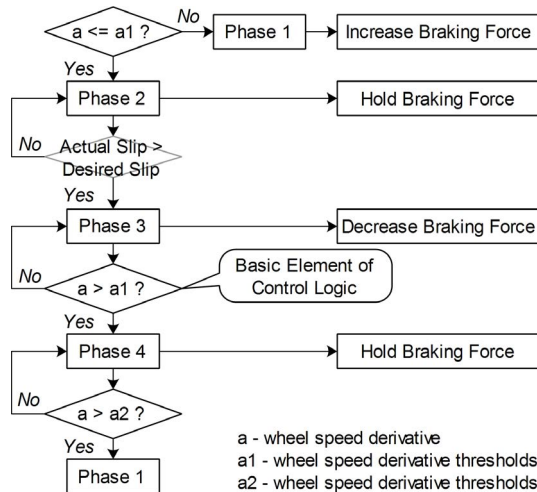 a <= a1 ?
No
Phase 1
Increase Braking Force
Yes
Phase 2
Hold Braking Force
No
Actual Slip >
Desired Slip
Yes
Phase 3
Decrease Braking Force
No
a > a1 ?
Basic Element of
Control Logic
Yes
Phase 4
Hold Braking Force
No
a > a2 ?
Yes
Phase 1
a - wheel speed derivative
a1 - wheel speed derivative thresholds
a2 - wheel speed derivative thresholds